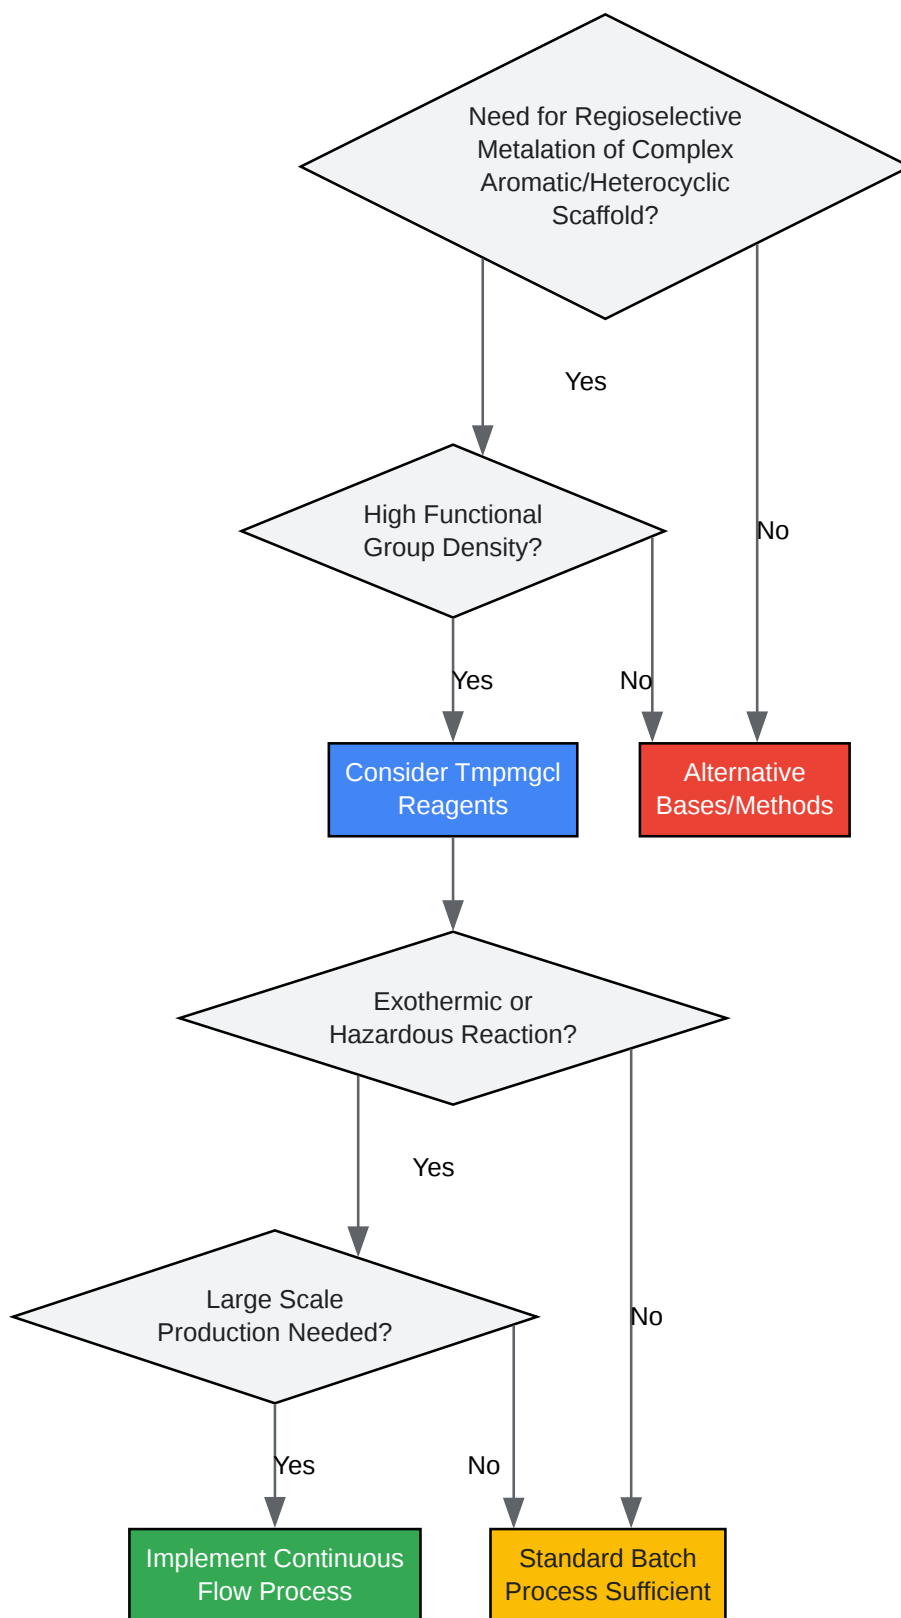 Need for Regioselective
Metalation of Complex
Aromatic/Heterocyclic
Scaffold?
Yes
High Functional
Group Density?
No
Yes
No
Consider Tmpmgcl
Reagents
Alternative
Bases/Methods
Exothermic or
Hazardous Reaction?
Yes
Large Scale
Production Needed?
No
Yes
No
Implement Continuous
Flow Process
Standard Batch
Process Sufficient